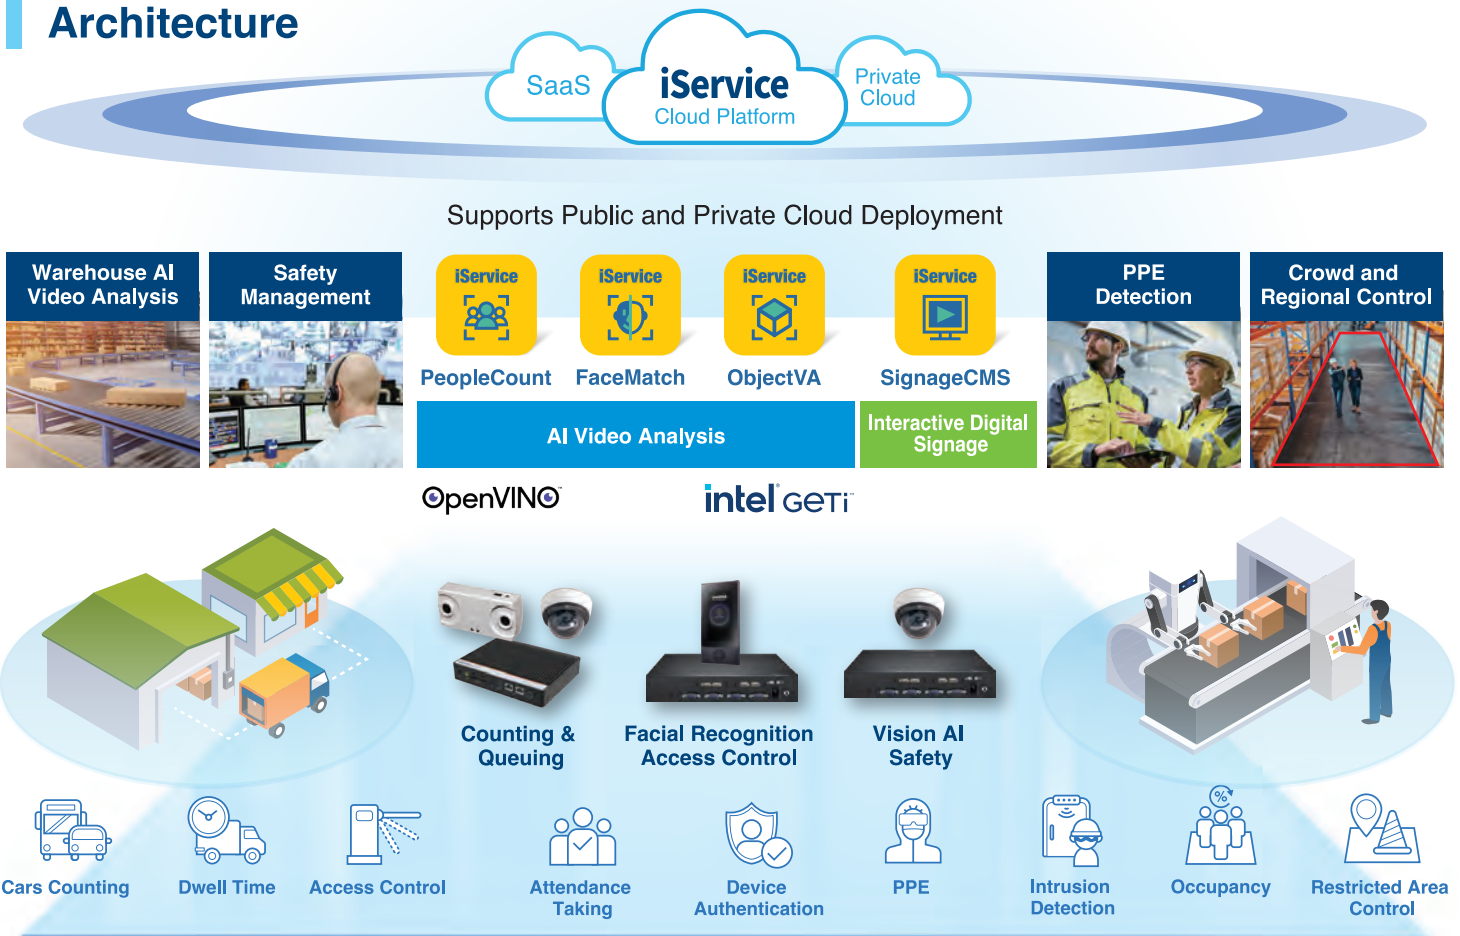 Architecture
SaaS
iService
Cloud Platform
Private
Cloud
Supports Public and Private Cloud Deployment
Warehouse AI
Video Analysis
Safety
Management
iService
PeopleCount
iService
FaceMatch
iService
ObjectVA
iService
SignageCMS
AI Video Analysis
Interactive Digital
Signage
PPE
Detection
Crowd and
Regional Control
OpenVINO™
intel® GETi™
Counting &
Queuing
Facial Recognition
Access Control
Vision AI
Safety
%
Cars Counting
Dwell Time
Access Control
Attendance
Taking
Device
Authentication
PPE
Intrusion
Detection
Occupancy
Restricted Area
Control